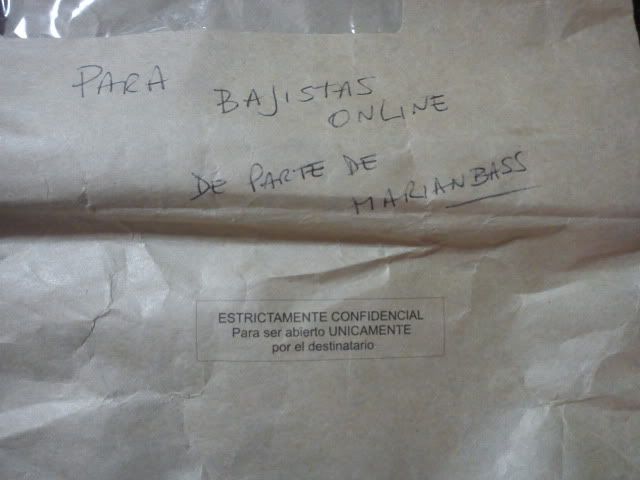 PARA BAJISTAS
ONLINE
DE PARTE DE
MARIANBASS
ESTRICTAMENTE CONFIDENCIAL
Para ser abierto UNICAMENTE
por el destinatario